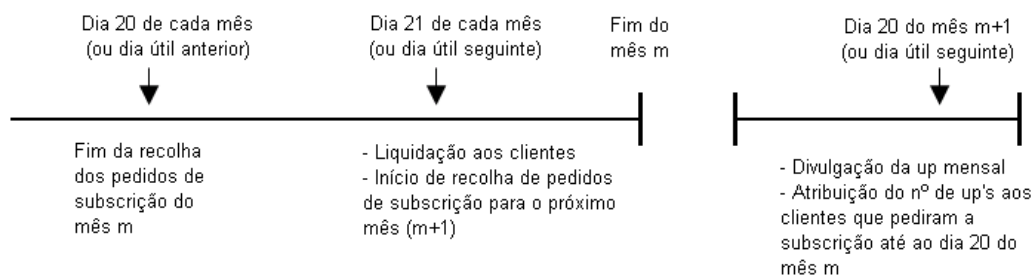 Dia 20 de cada mês
(ou dia útil anterior)
Dia 21 de cada mês
(ou dia útil seguinte)
Fim do
mês m
Dia 20 do mês m+1
(ou dia útil seguinte)
Fim da recolha
dos pedidos de
subscrição do
mês m
- Liquidação aos clientes
- Início de recolha de pedidos
de subscrição para o próximo
mês (m+1)
- Divulgação da up mensal
- Atribuição do nº de up's aos
clientes que pediram a
subscrição até ao dia 20 do
mês m